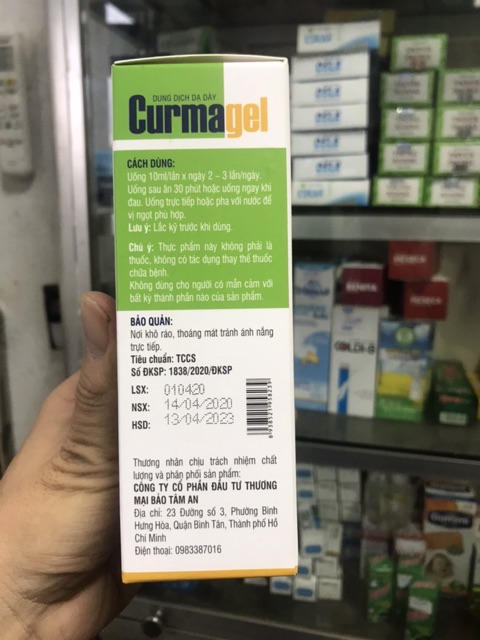 DUNG DỊCH DẠ DÀY
Curmagel
CÁCH DÙNG:
Uống 10ml/lần x ngày 2 – 3 lần/ngày.
Uống sau ăn 30 phút hoặc uống ngay khi
đau. Uống trực tiếp hoặc pha với nước để
vị ngọt phù hợp.
Lưu ý: Lắc kỹ trước khi dùng.
Chú ý: Thực phẩm này không phải là
thuốc, không có tác dụng thay thế thuốc
chữa bệnh.
Không dùng cho người có mẫn cảm với
bất kỳ thành phần nào của sản phẩm.
BẢO QUẢN:
Nơi khô ráo, thoáng mát tránh ánh nắng
trực tiếp.
Tiêu chuẩn: TCCS
Số ĐKSP: 1838/2020/ĐKSP
LSX: 010420
NSX: 14/04/2020
HSD: 13/04/2023
Thương nhân chịu trách nhiệm chất
lượng và phân phối sản phẩm:
CÔNG TY CỔ PHẦN ĐẦU TƯ THƯƠNG
MẠI BẢO TÂM AN
Địa chỉ: 23 Đường số 3, Phường Bình
Hưng Hòa, Quận Bình Tân, Thành phố Hồ
Chí Minh
Điện thoại: 0983387016